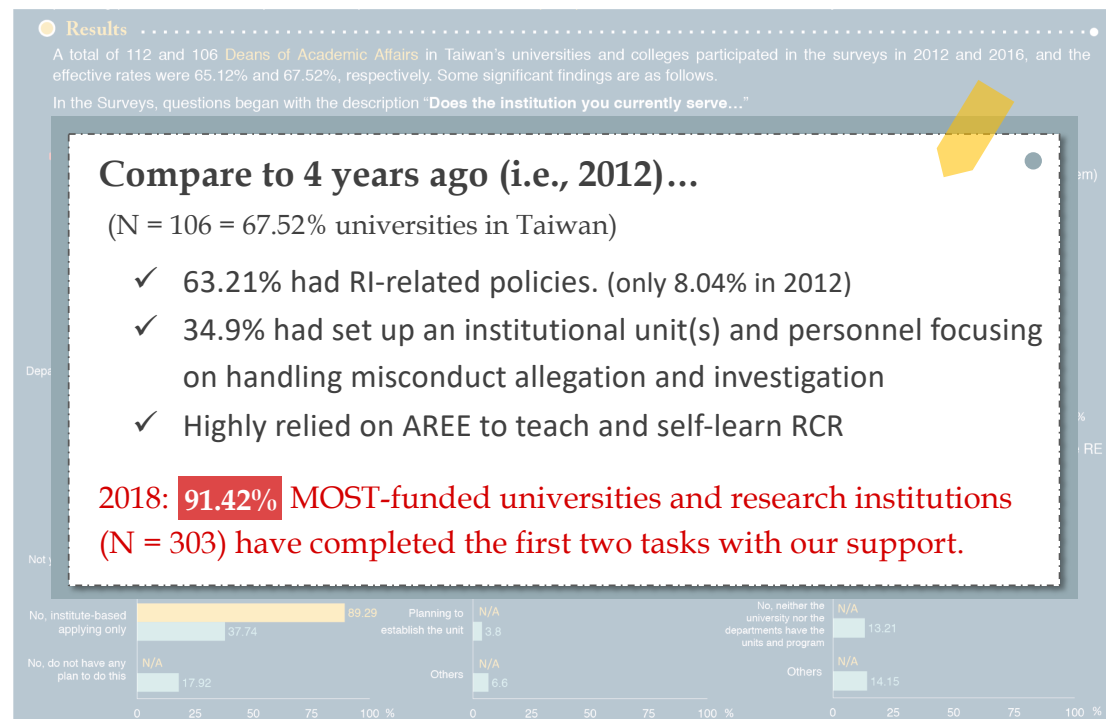 Results
A total of 112 and 106 Deans of Academic Affairs in Taiwan's universities and colleges participated in the surveys in 2012 and 2016, and the
effective rates were 65.12% and 67.52%, respectively. Some significant findings are as follows.
In the Surveys, questions began with the description "Does the institution you currently serve…"
Compare to 4 years ago (i.e., 2012)…
(N = 106 = 67.52% universities in Taiwan)
✓ 63.21% had RI-related policies. (only 8.04% in 2012)
✓ 34.9% had set up an institutional unit(s) and personnel focusing
on handling misconduct allegation and investigation
✓ Highly relied on AREE to teach and self-learn RCR
2018: 91.42% MOST-funded universities and research institutions
(N = 303) have completed the first two tasks with our support.
em)
Depa
%
RE
Not
No, institute-based
applying only
89.29
37.74
No, do not have any
plan to do this
N/A
17.92
0 25 50 75 100 %
Planning to
establish the unit
N/A
3.8
Others
N/A
6.6
0 25 50 75 100 %
No, neither the
university nor the
departments have the
units and program
N/A
13.21
Others
N/A
14.15
0 25 50 75 100 %